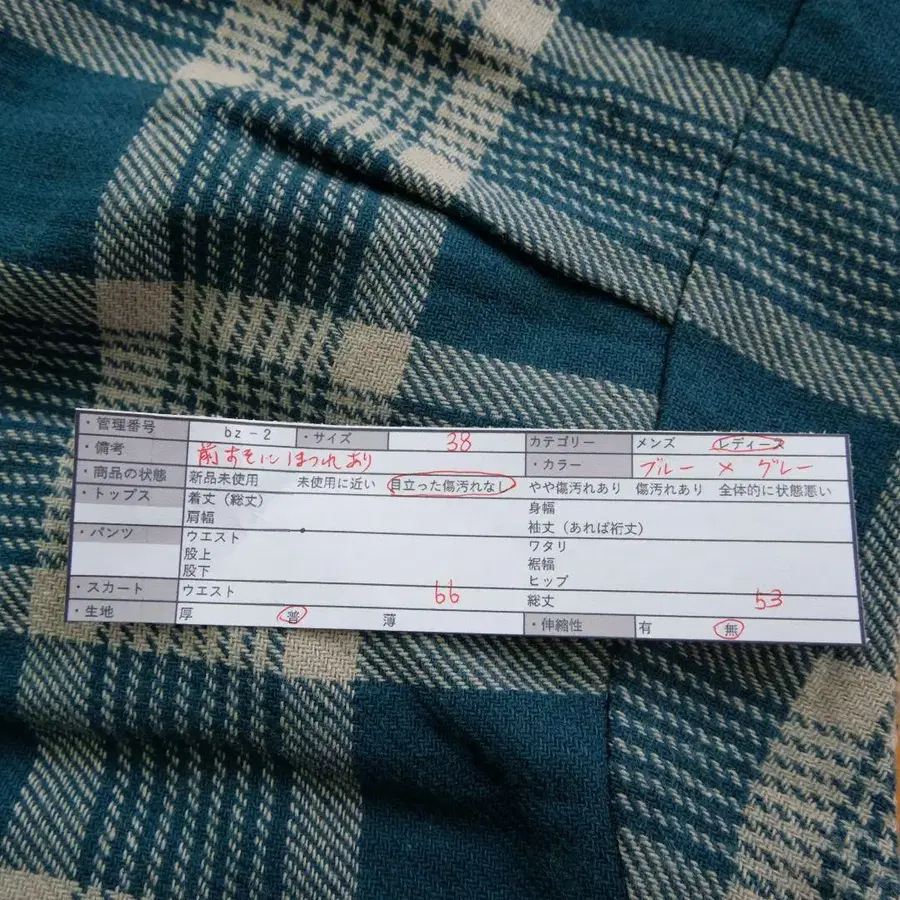 ・管理番号 bz-2 ・サイズ 38 カテゴリー メンズ レディース
・備考 前すそにほつれあり ・カラー ブルー × グレー
・商品の状態 新品未使用 未使用に近い 目立った傷汚れなし やや傷汚れあり 傷汚れあり 全体的に状態悪い
・トップス 着丈(総丈) 身幅
肩幅 袖丈(あれば裄丈)
・パンツ ウエスト ワタリ
股上 裾幅
股下 ヒップ
・スカート ウエスト 66 総丈 53
・生地 厚 普 薄 ・伸縮性 有 無